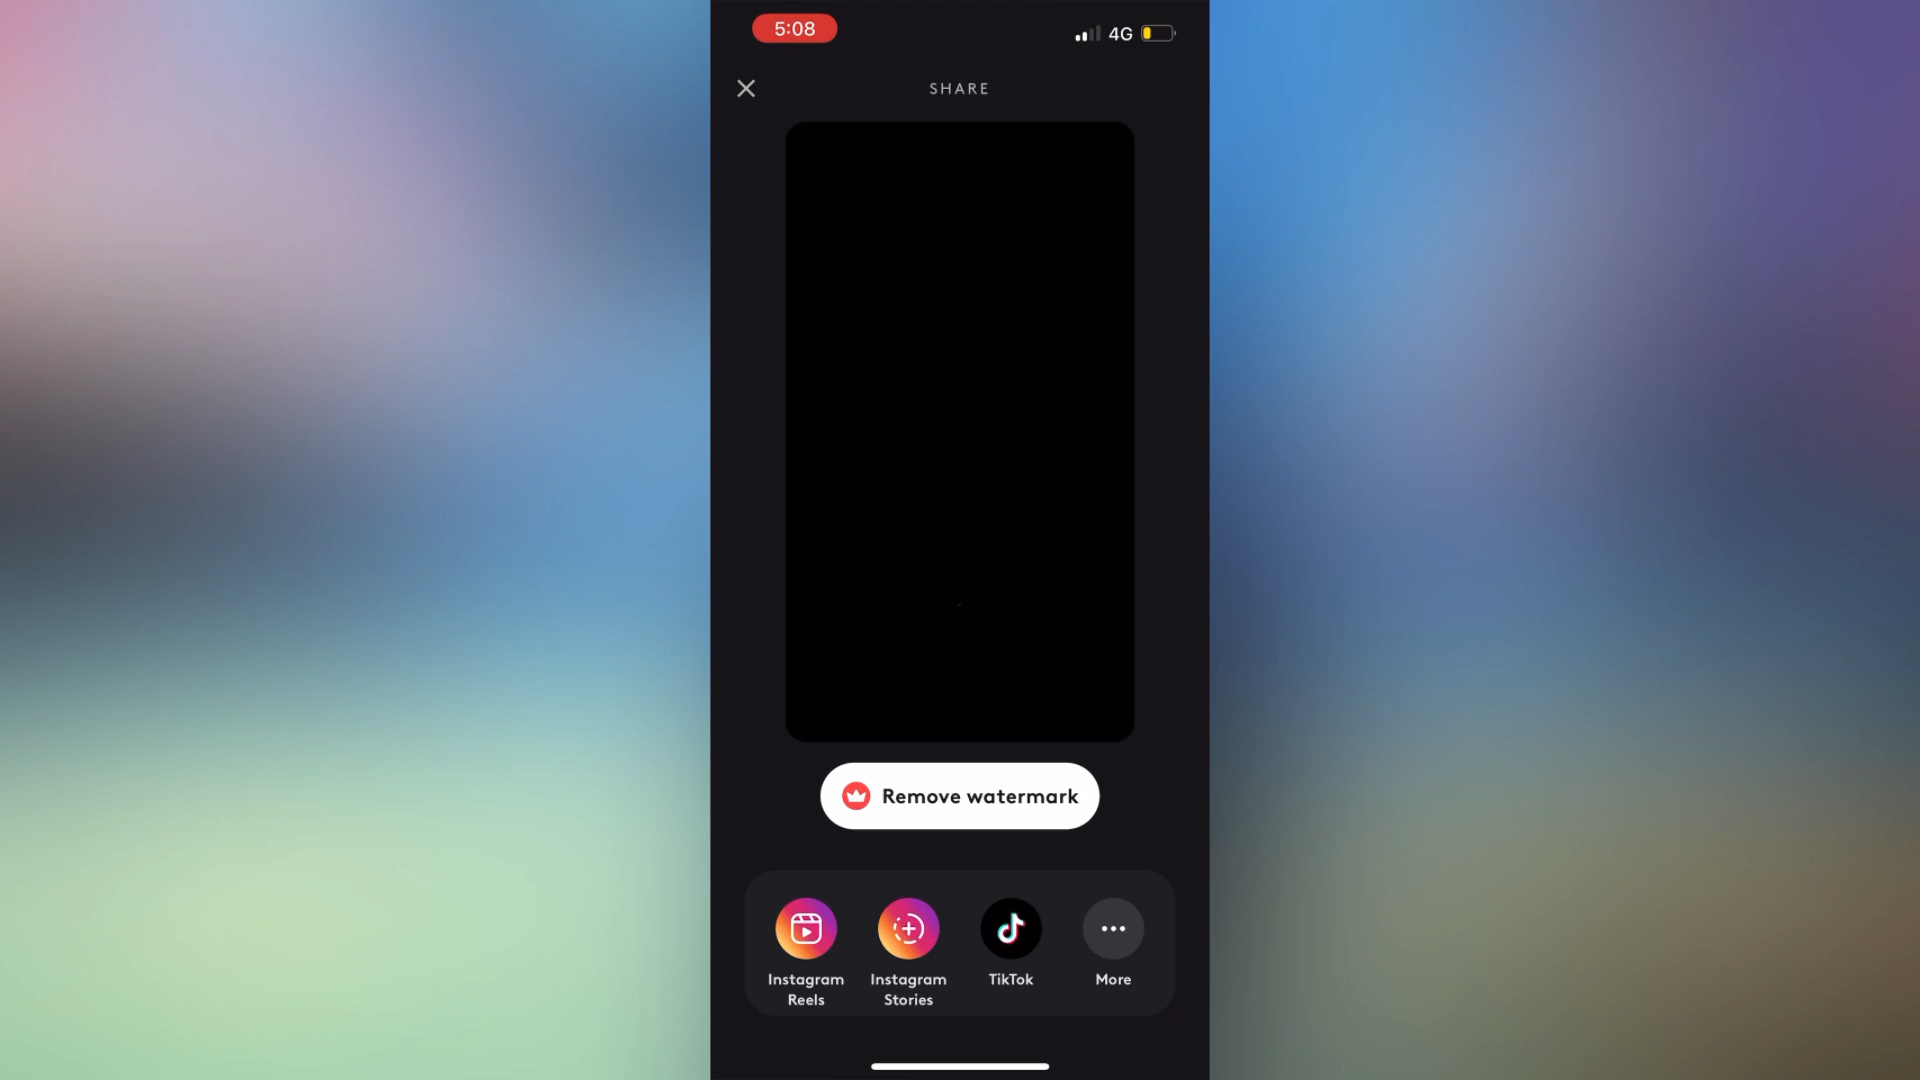 5:08
4G
SHARE
Remove watermark
Instagram
Reels
Instagram
Stories
TikTok
More